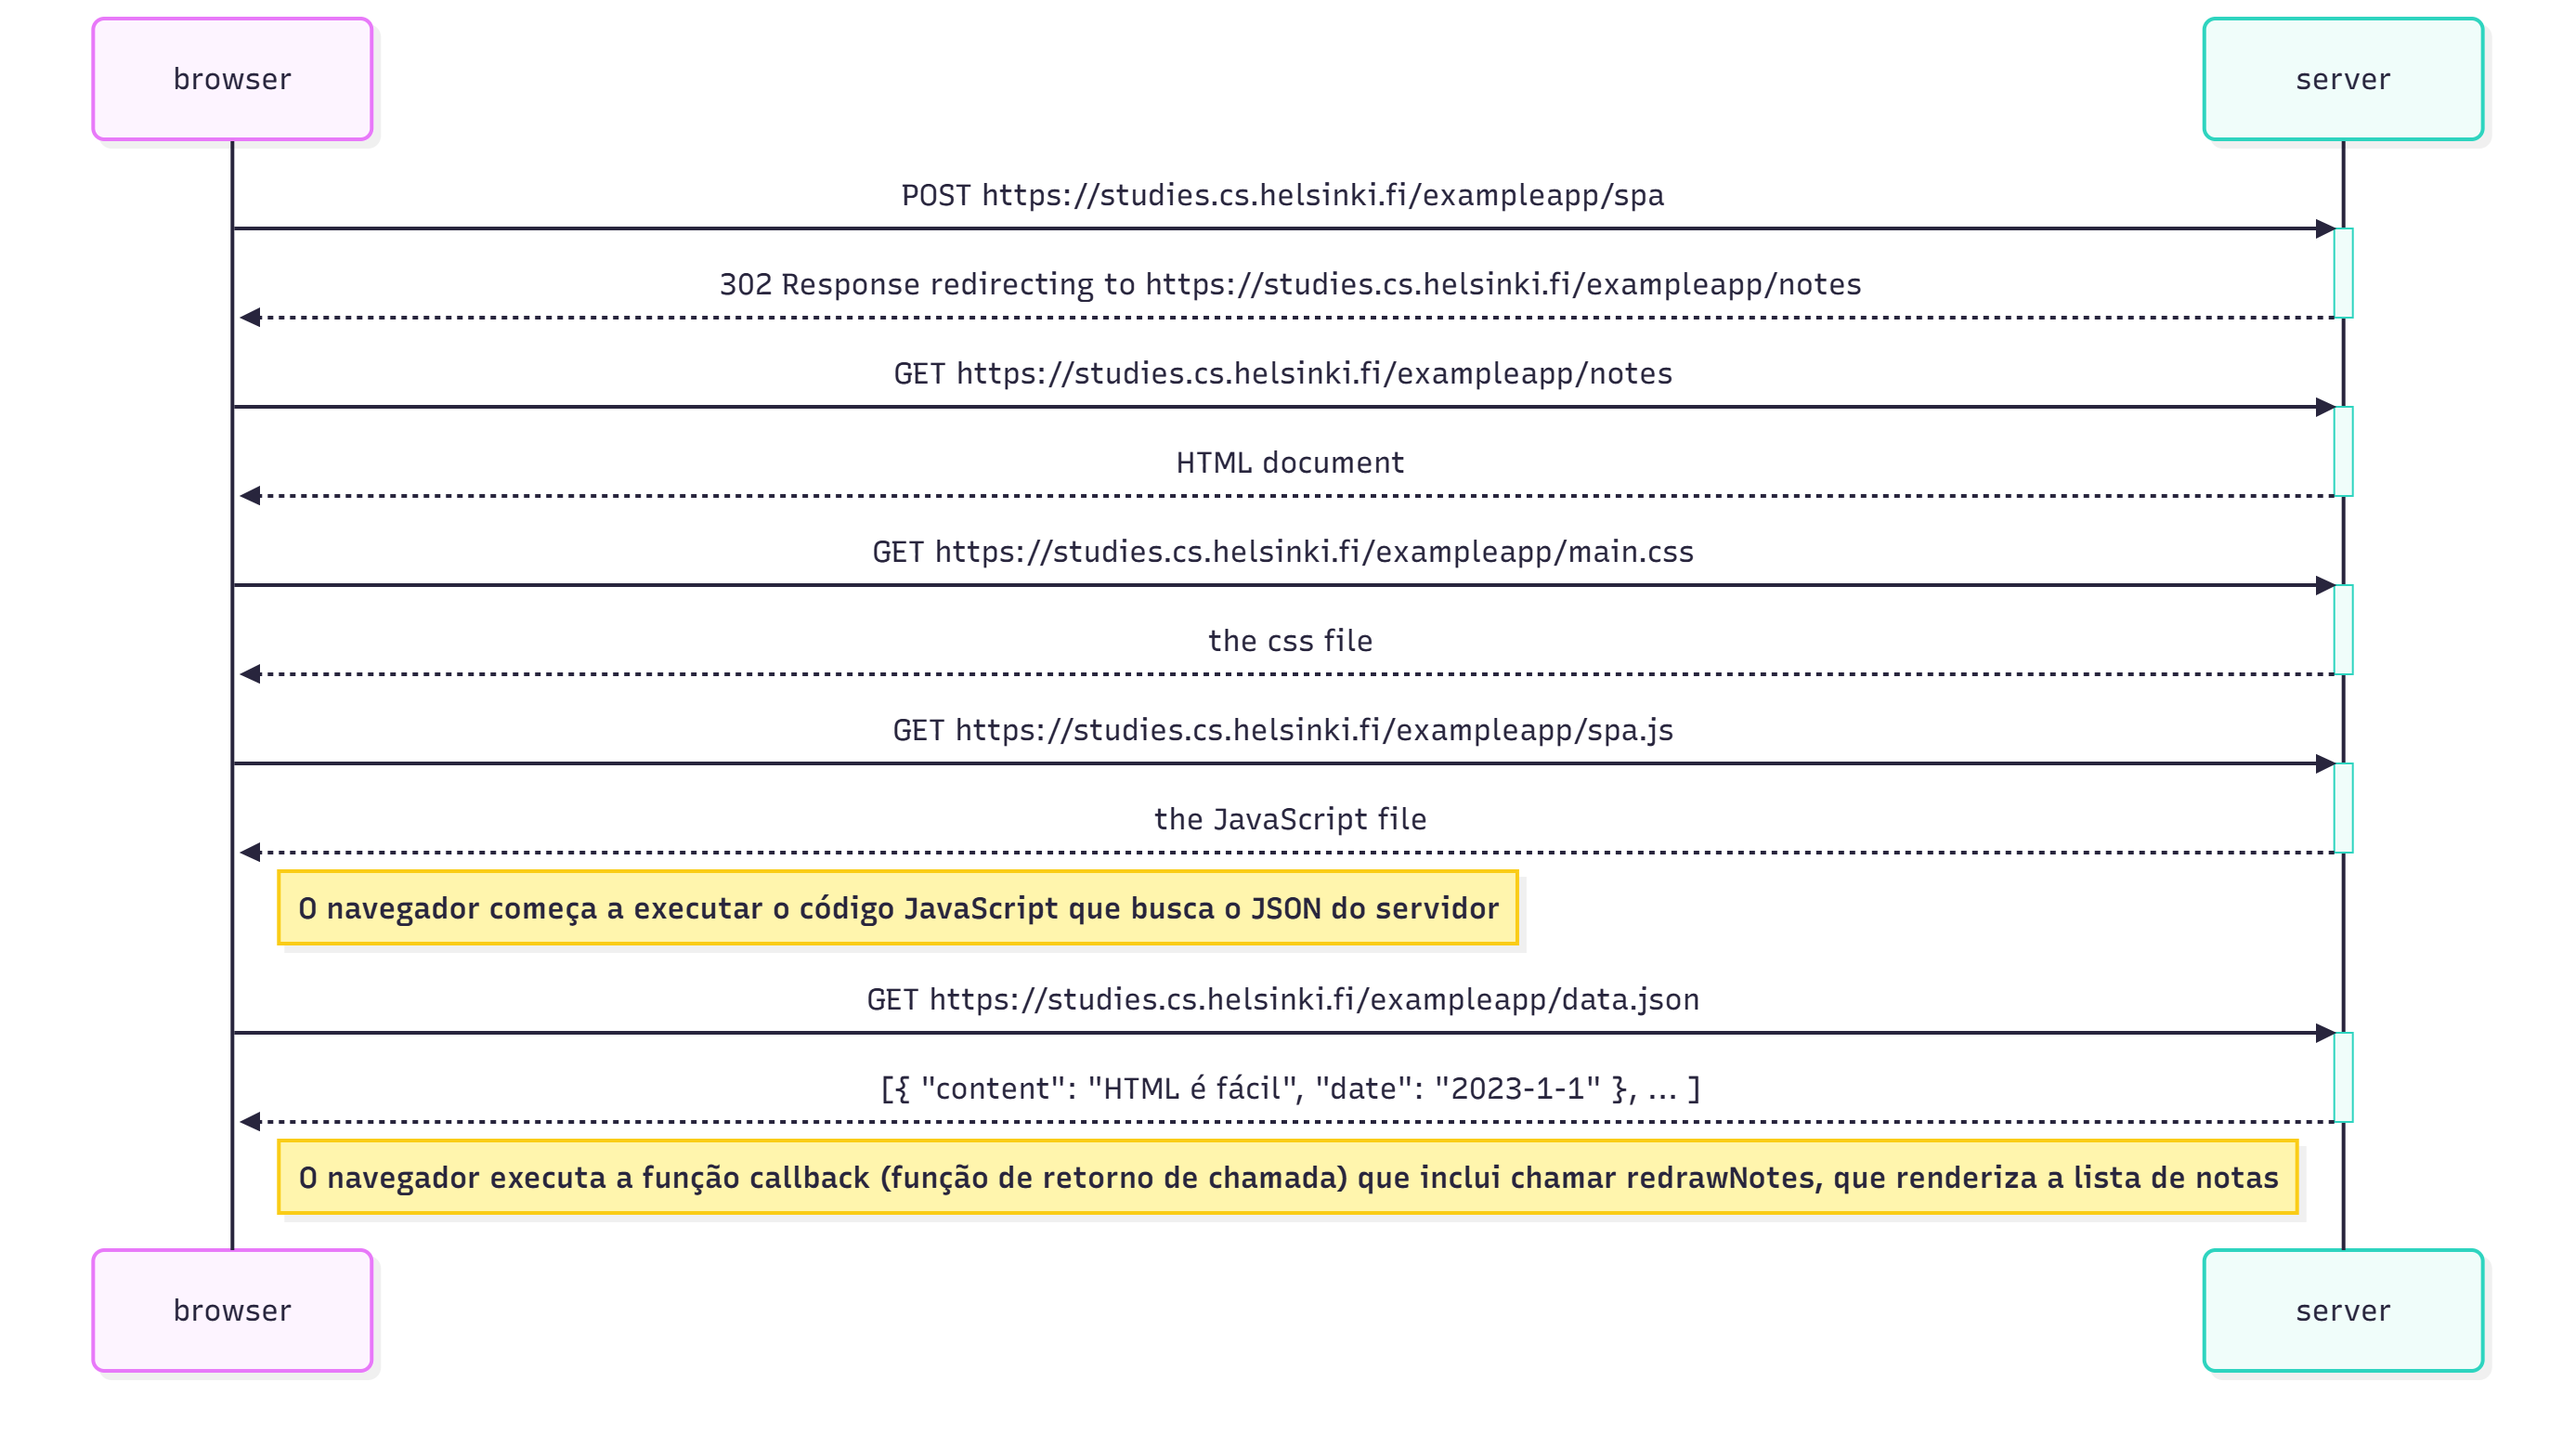 browser
server
POST https://studies.cs.helsinki.fi/exampleapp/spa
302 Response redirecting to https://studies.cs.helsinki.fi/exampleapp/notes
GET https://studies.cs.helsinki.fi/exampleapp/notes
HTML document
GET https://studies.cs.helsinki.fi/exampleapp/main.css
the css file
GET https://studies.cs.helsinki.fi/exampleapp/spa.js
the JavaScript file
O navegador começa a executar o código JavaScript que busca o JSON do servidor
GET https://studies.cs.helsinki.fi/exampleapp/data.json
[{ "content": "HTML é fácil", "date": "2023-1-1" }, ... ]
O navegador executa a função callback (função de retorno de chamada) que inclui chamar redrawNotes, que renderiza a lista de notas
browser
server